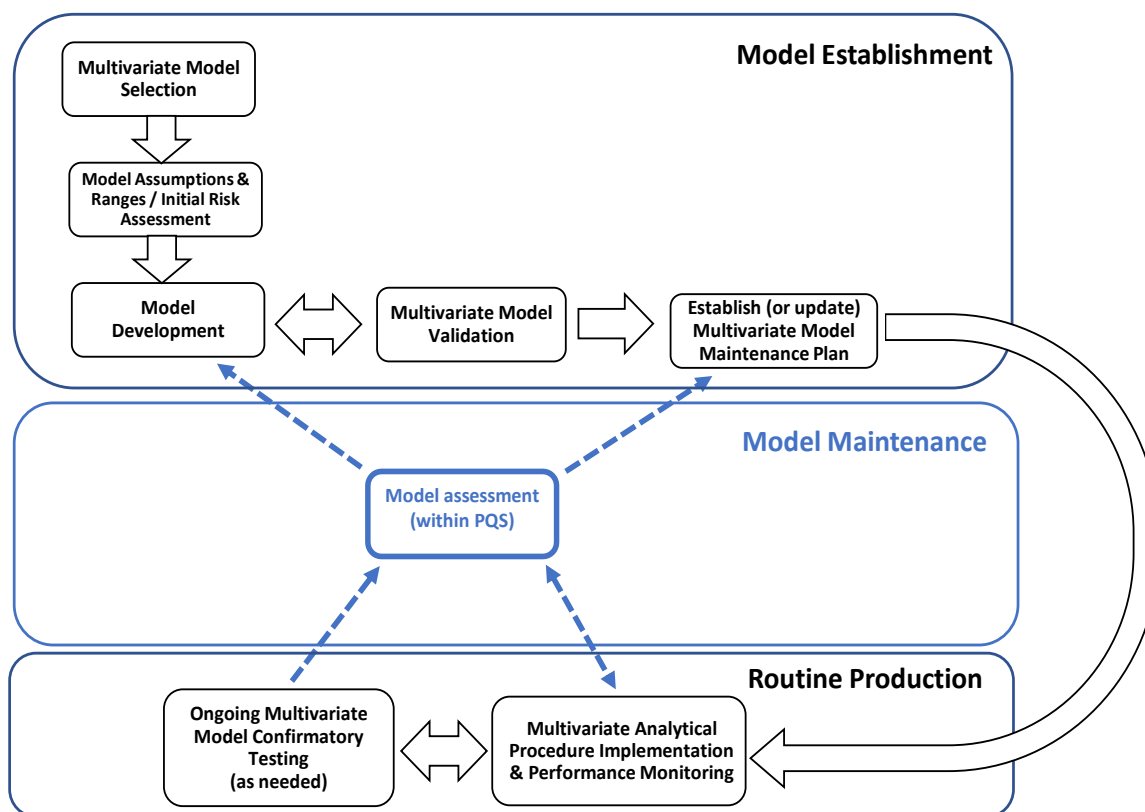 Model Establishment
Multivariate Model
Selection
Model Assumptions &
Ranges / Initial Risk
Assessment
Model
Development
Multivariate Model
Validation
Establish (or update)
Multivariate Model
Maintenance Plan
Model Maintenance
Model assessment
(within PQS)
Routine Production
Ongoing Multivariate
Model Confirmatory
Testing
(as needed)
Multivariate Analytical
Procedure Implementation
& Performance Monitoring